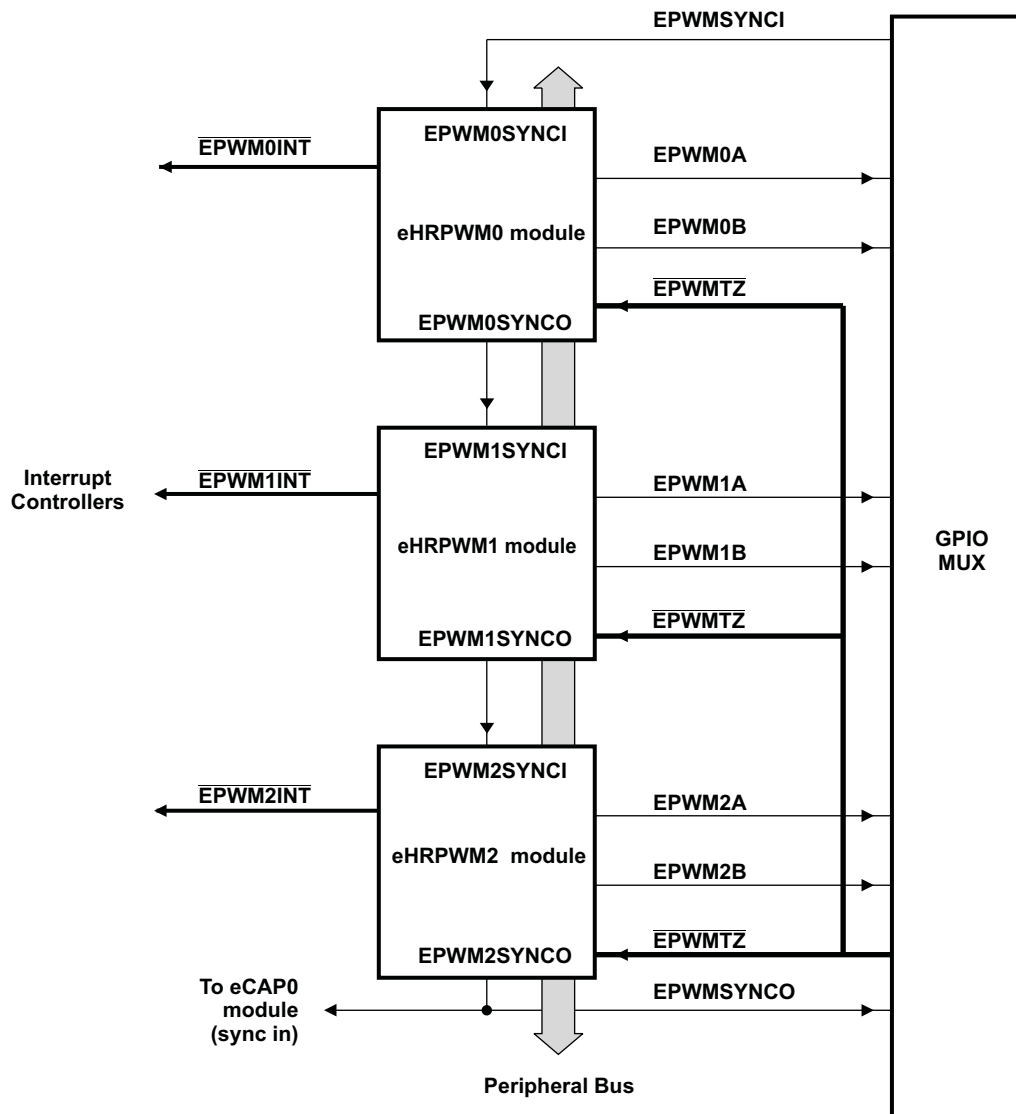 EPWMSYNCI
EPWM0SYNCI
EPWM0INT
EPWM0A
eHRPWM0 module
EPWM0B
EPWMTZ
EPWM0SYNCO
EPWM1SYNCI
Interrupt
Controllers
EPWM1INT
EPWM1A
eHRPWM1 module
EPWM1B
GPIO
MUX
EPWMTZ
EPWM1SYNCO
EPWM2SYNCI
EPWM2INT
EPWM2A
eHRPWM2 module
EPWM2B
EPWMTZ
EPWM2SYNCO
To eCAP0
module
(sync in)
EPWMSYNCO
Peripheral Bus